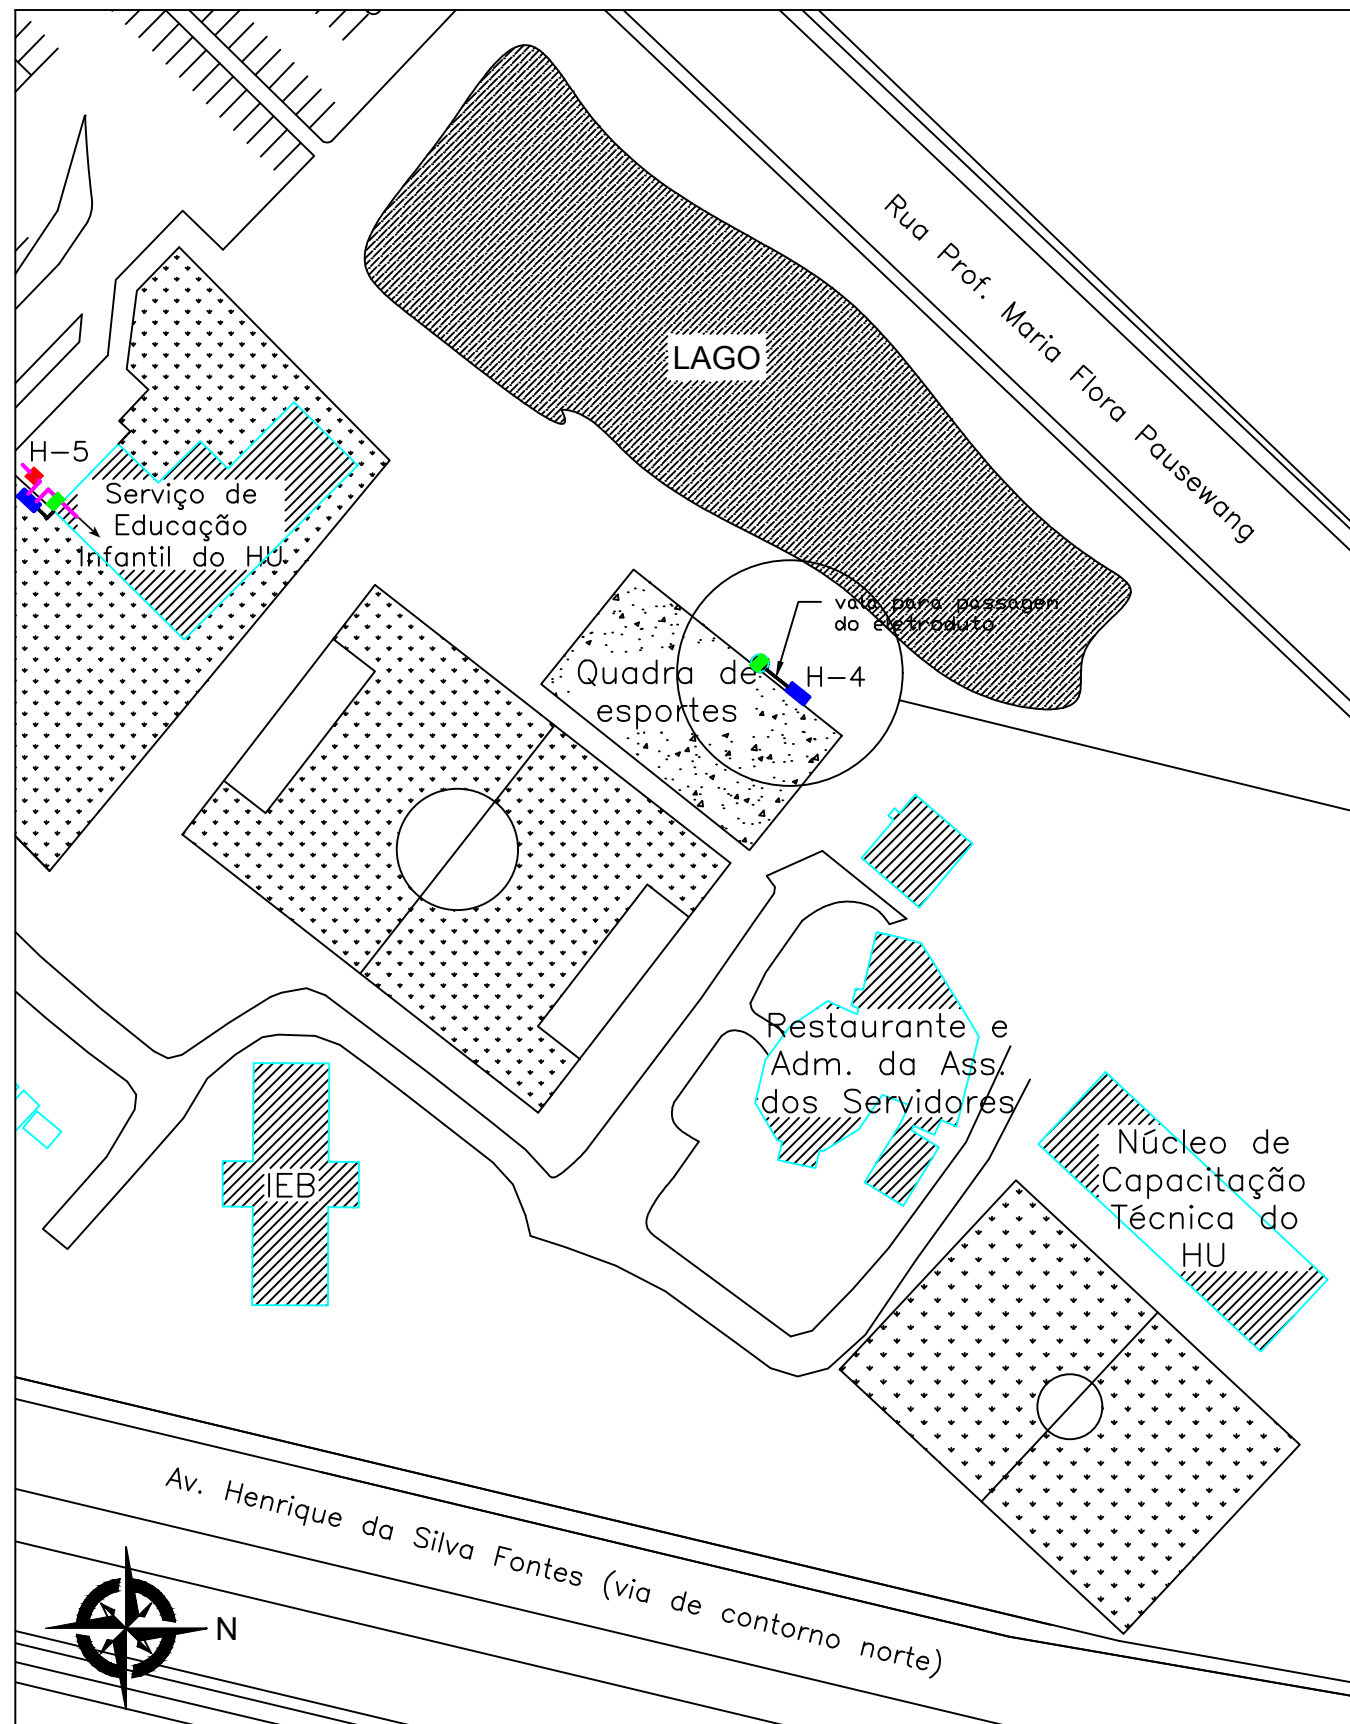 Rua Prof. Maria Flora Pausewang
LAGO
H-5
Serviço de
Educação
Infantil do HU
vala para passagem
do eletroduto
Quadra de
esportes
H-4
Restaurante e
Adm. da Ass.
dos Servidores
Núcleo de
Capacitação
Técnica do
HU
IEB
Av. Henrique da Silva Fontes (via de contorno norte)
N